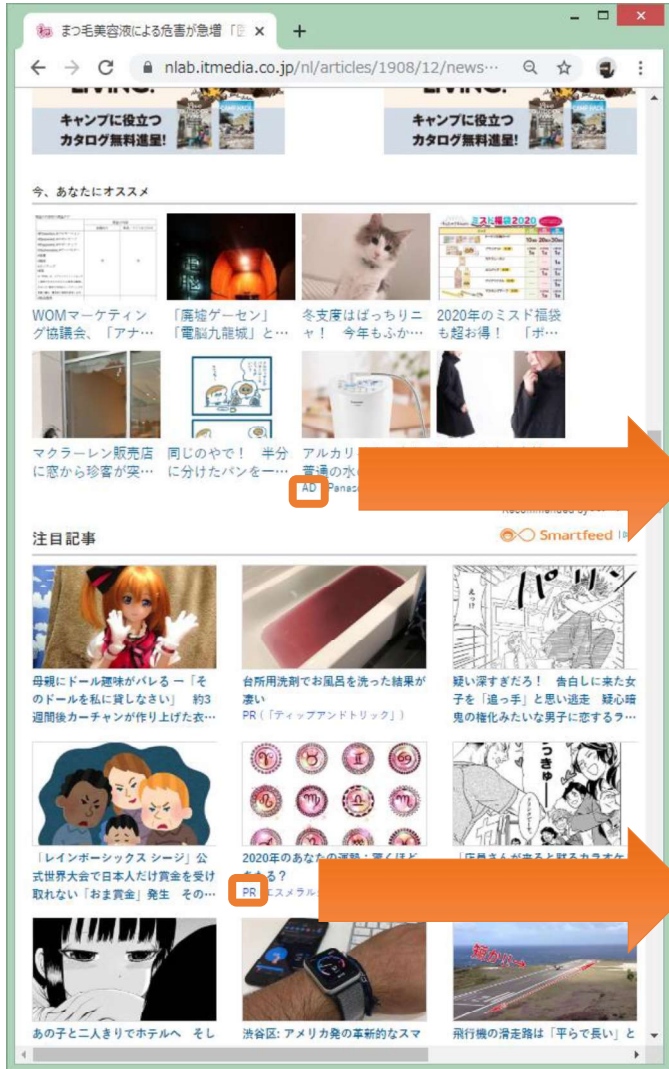 まつ毛美容液による危害が急増
nlab.itmedia.co.jp/nl/articles/1908/12/news…
キャンプに役立つ
カタログ無料進呈!
キャンプに役立つ
カタログ無料進呈!
今、あなたにオススメ
ミスド福袋2020
WOMマーケティン
グ協議会、「アナ…
「廃墟ゲーセン」
「電脳九龍城」と…
冬支度はばっちりニ
ャ! 今年もふか…
2020年のミスド福袋
も超お得! 「ポ…
マクラーレン販売店
に窓から珍客が突…
同じのやで! 半分
に分けたパンを一…
アルカリ
普通の水
AD
注目記事
Smartfeed
母親にドール趣味がバレる→「そ
のドールを私に貸しなさい」 約3
週間後カーチャンが作り上げた衣…
台所用洗剤でお風呂を洗った結果が
凄い
PR(「ティップアンドトリック」)
えっ!?
疑い深すぎだろ! 告白しに来た女
子を「追っ手」と思い逃走 疑心暗
鬼の権化みたいな男子に恋するラ…
「レインボーシックス シージ」公
式世界大会で日本人だけ賞金を受け
取れない「おま賞金」発生 その…
2020年のあなたの運勢:驚くほど
PR
あの子と二人きりでホテルへ そし
渋谷区: アメリカ発の革新的なスマ
飛行機の滑走路は「平らで長い」と